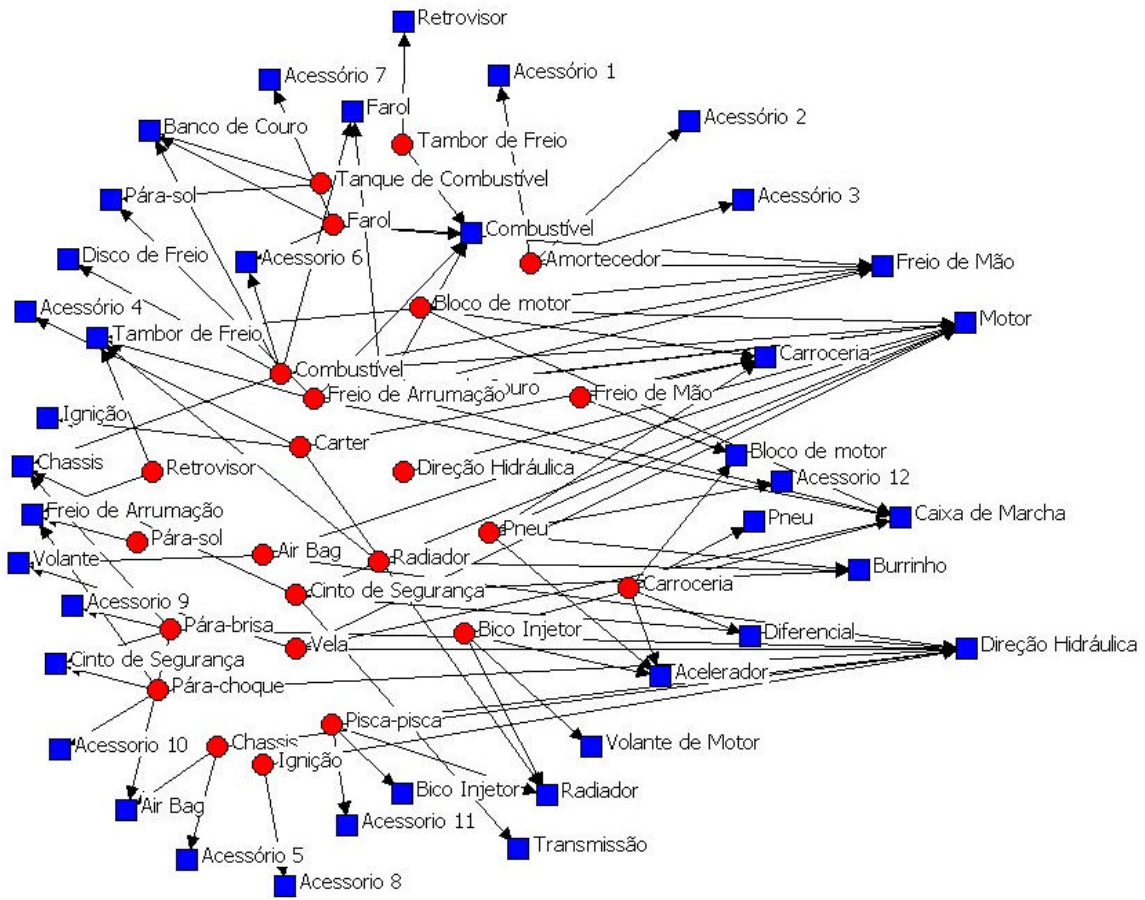 Retrovisor
Acessório 7
Acessório 1
Farol
Acessório 2
Banco de Couro
Tambor de Freio
Tanque de Combustível
Pára-sol
Acessório 3
Farol
Combustível
Disco de Freio
Acessorio 6
Amortecedor
Freio de Mão
Acessório 4
Bloco de motor
Motor
Tambor de Freio
Carroceria
Combustível
Freio de Arrumação
uro
Freio de Mão
Ignição
Carter
Bloco de motor
Chassis
Retrovisor
Direção Hidráulica
Acessorio 12
Freio de Arrumação
Pneu
Pneu
Caixa de Marcha
Pára-sol
Air Bag
Radiador
Volante
Burrinho
Cinto de Segurança
Carroceria
Acessorio 9
Pára-brisa
Bico Injetor
Diferencial
Vela
Direção Hidráulica
Cinto de Segurança
Acelerador
Pára-choque
Pisca-pisca
Acessorio 10
Chassis
Volante de Motor
Ignição
Bico Injetor
Radiador
Air Bag
Acessorio 11
Transmissão
Acessório 5
Acessorio 8